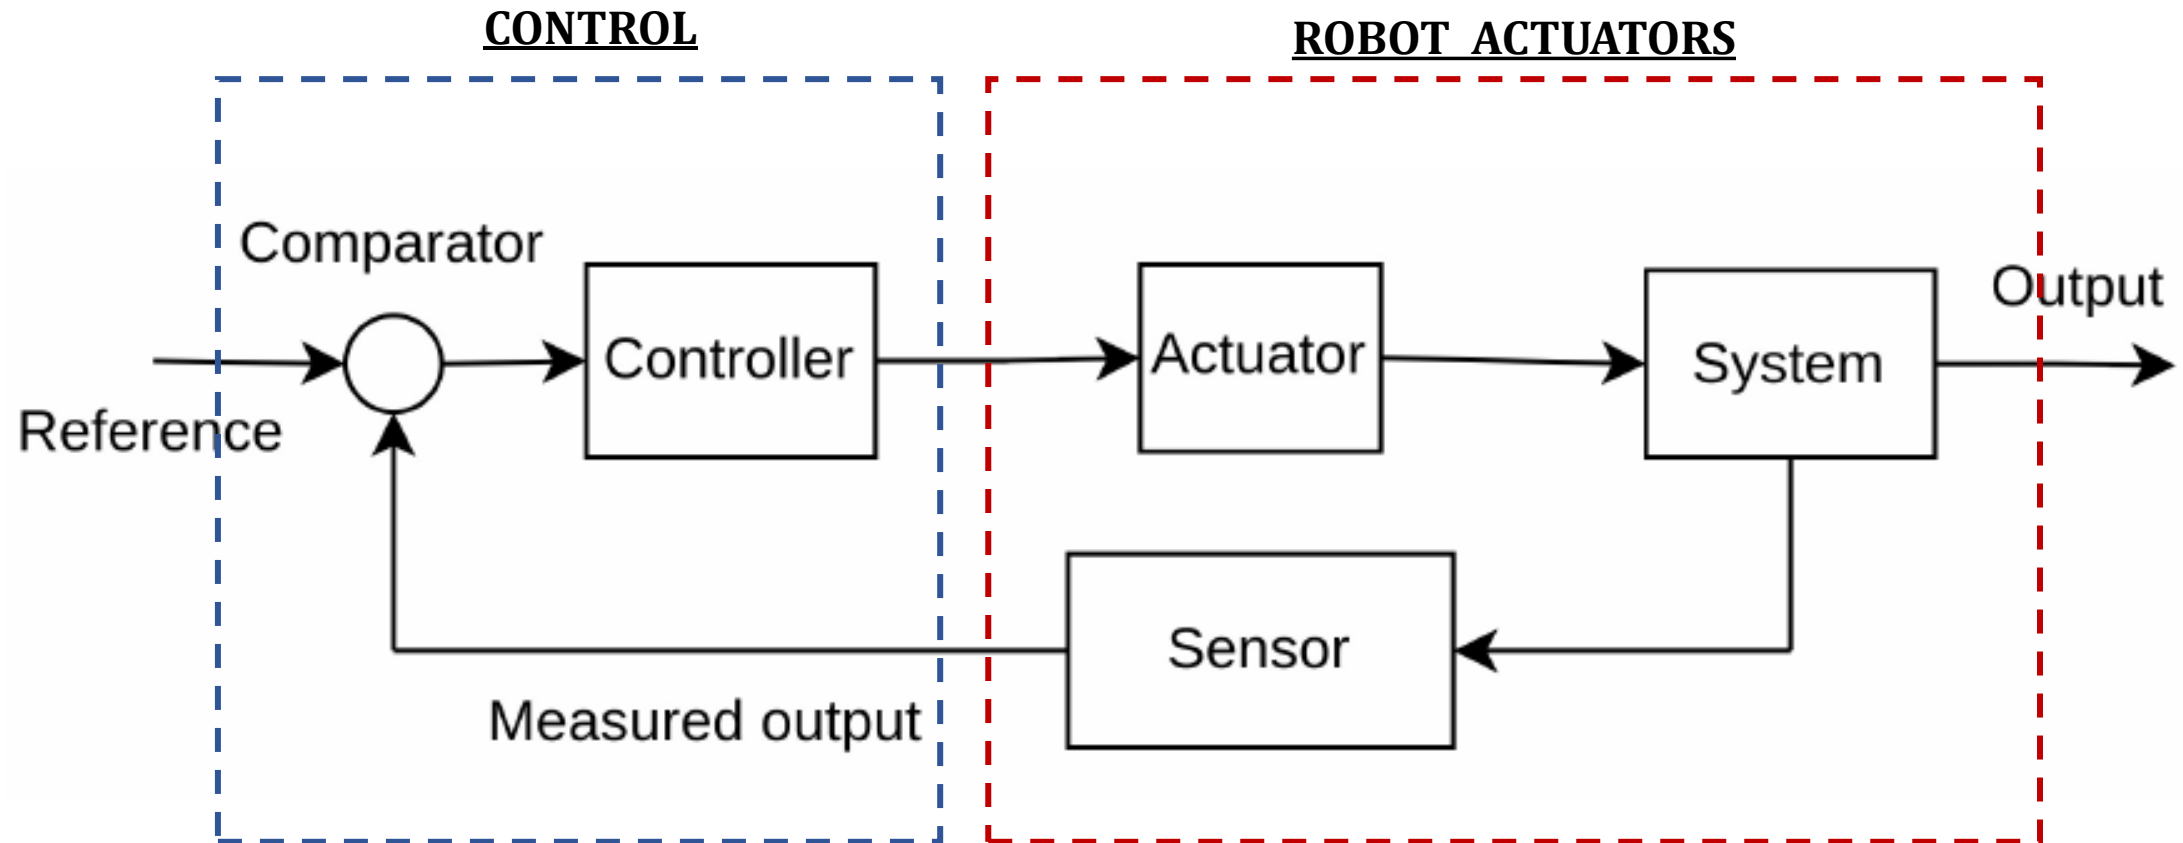 CONTROL
ROBOT ACTUATORS
Comparator
Controller
Actuator
System
Output
Reference
Sensor
Measured output